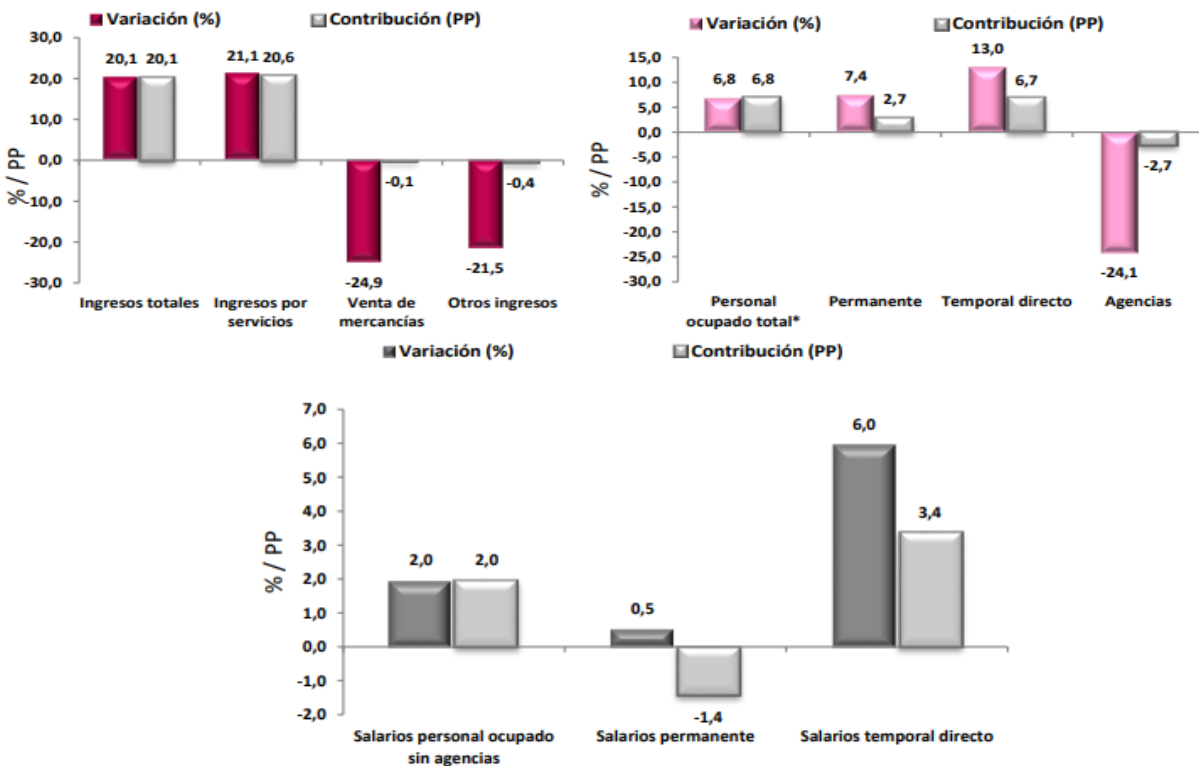 Variación (%) Contribución (PP)
30,0
20,0
10,0
0,0
-10,0
-20,0
-30,0
% / PP
20,1 20,1
21,1 20,6
-24,9 -0,1
-21,5 -0,4
Ingresos totales
Ingresos por
servicios
Venta de
mercancías
Otros ingresos
Variación (%) Contribución (PP)
15,0
10,0
5,0
0,0
-5,0
-10,0
-15,0
-20,0
-25,0
-30,0
% / PP
6,8 6,8
7,4 2,7
13,0 6,7
-24,1 -2,7
Personal
ocupado total*
Permanente
Temporal directo
Agencias
Variación (%) Contribución (PP)
7,0
6,0
5,0
4,0
3,0
2,0
1,0
0,0
-1,0
-2,0
% / PP
2,0 2,0
0,5 -1,4
6,0 3,4
Salarios personal ocupado
sin agencias
Salarios permanente
Salarios temporal directo